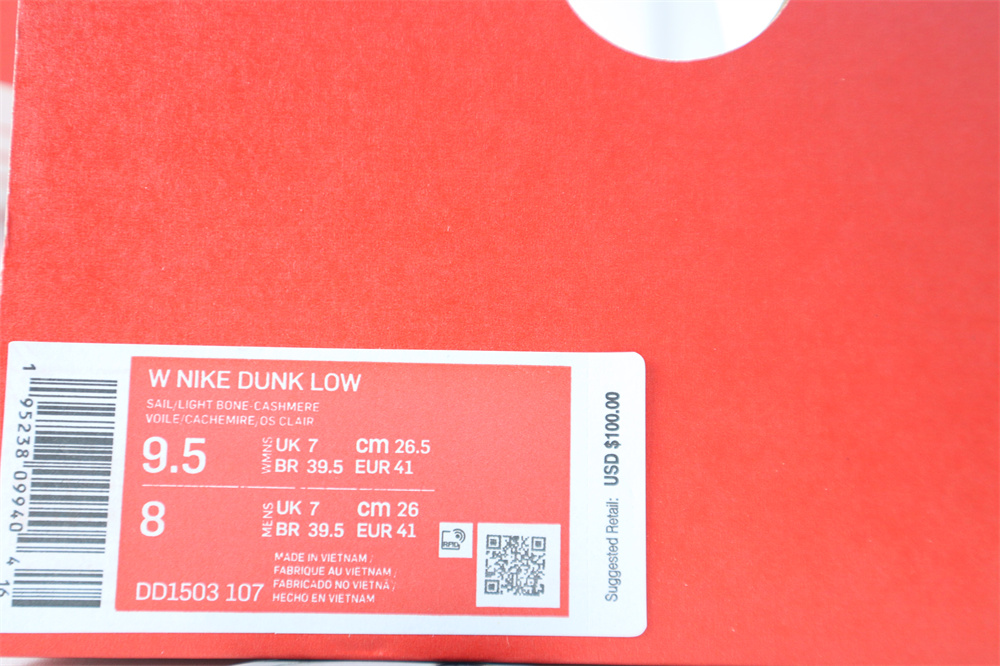 W NIKE DUNK LOW
SAIL/LIGHT BONE-CASHMERE
VOILE/CACHEMIRE/OS CLAIR
9.5 WMNS UK 7 cm 26.5
BR 39.5 EUR 41
8 MENS UK 7 cm 26
BR 39.5 EUR 41
MADE IN VIETNAM /
FABRIQUE AU VIETNAM /
FABRICADO NO VIETNÃ /
HECHO EN VIETNAM
DD1503 107
RFID
1 95238 09940 4
16
Suggested Retail: USD $100.00